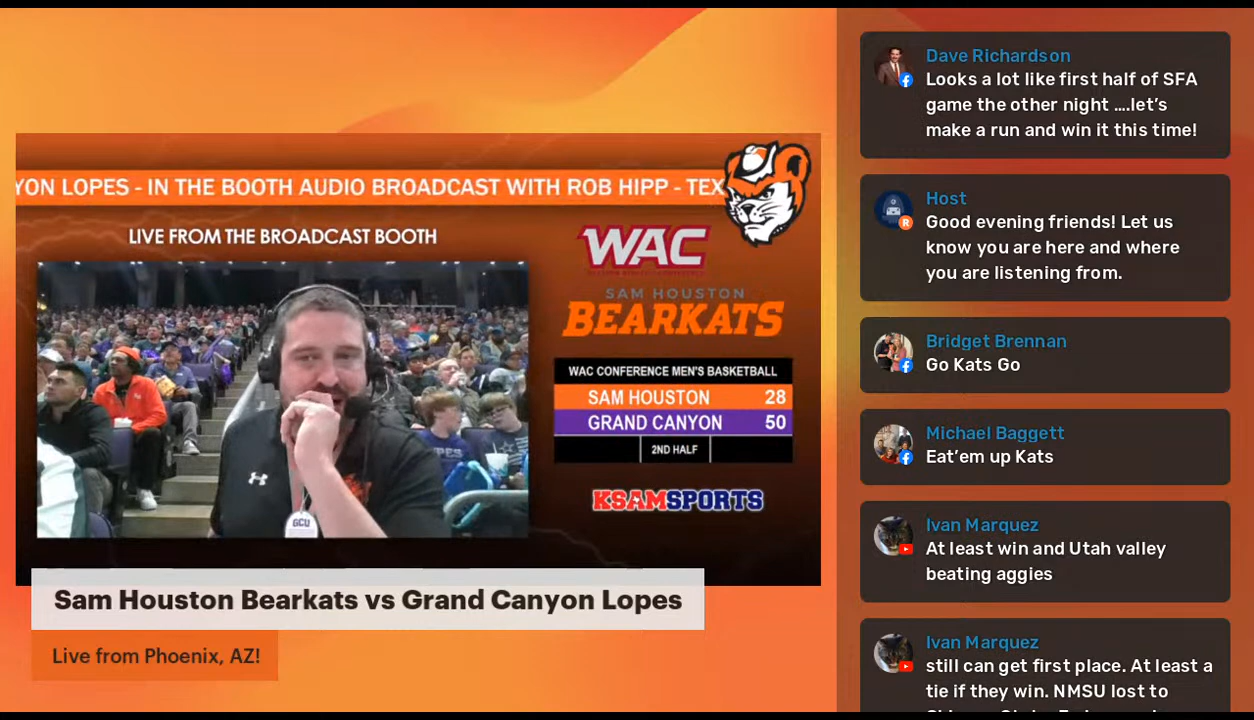 YON LOPES - IN THE BOOTH AUDIO BROADCAST WITH ROB HIPP - TEX
LIVE FROM THE BROADCAST BOOTH
WAC
SAM HOUSTON
BEARKATS
WAC CONFERENCE MEN'S BASKETBALL
SAM HOUSTON 28
GRAND CANYON 50
2ND HALF
KSAMSPORTS
GCU
Sam Houston Bearkats vs Grand Canyon Lopes
Live from Phoenix, AZ!
Dave Richardson
Looks a lot like first half of SFA
game the other night ....let's
make a run and win it this time!
Host
Good evening friends! Let us
know you are here and where
you are listening from.
Bridget Brennan
Go Kats Go
Michael Baggett
Eat'em up Kats
Ivan Marquez
At least win and Utah valley
beating aggies
Ivan Marquez
still can get first place. At least a
tie if they win. NMSU lost to